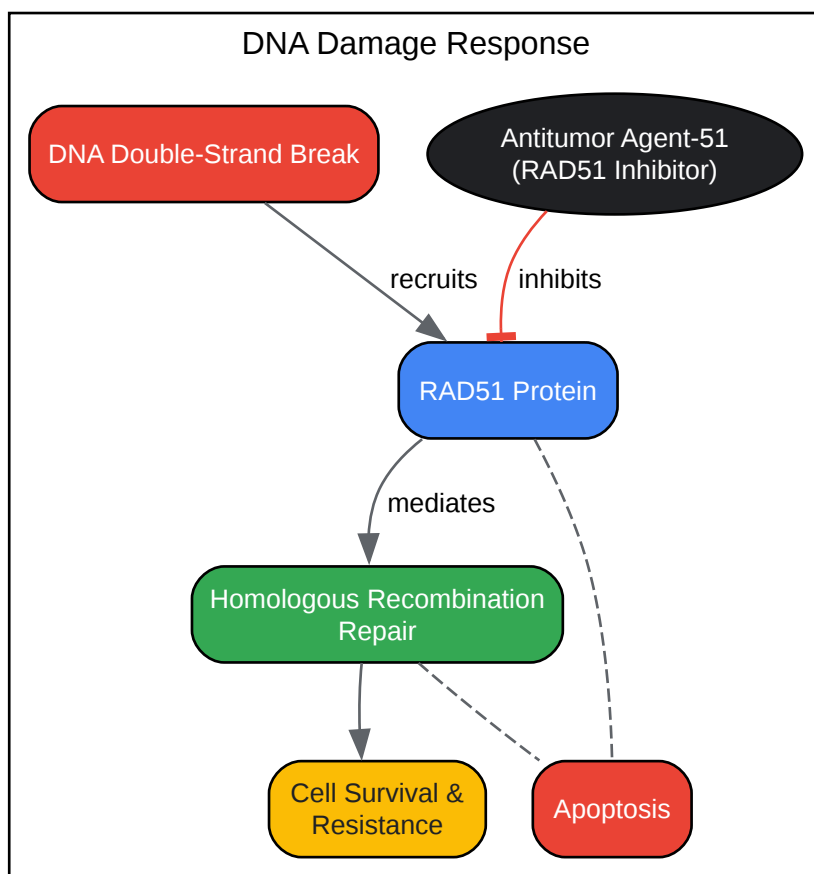 DNA Damage Response
DNA Double-Strand Break
Antitumor Agent-51
(RAD51 Inhibitor)
recruits
inhibits
RAD51 Protein
mediates
Homologous Recombination
Repair
Cell Survival &
Resistance
Apoptosis